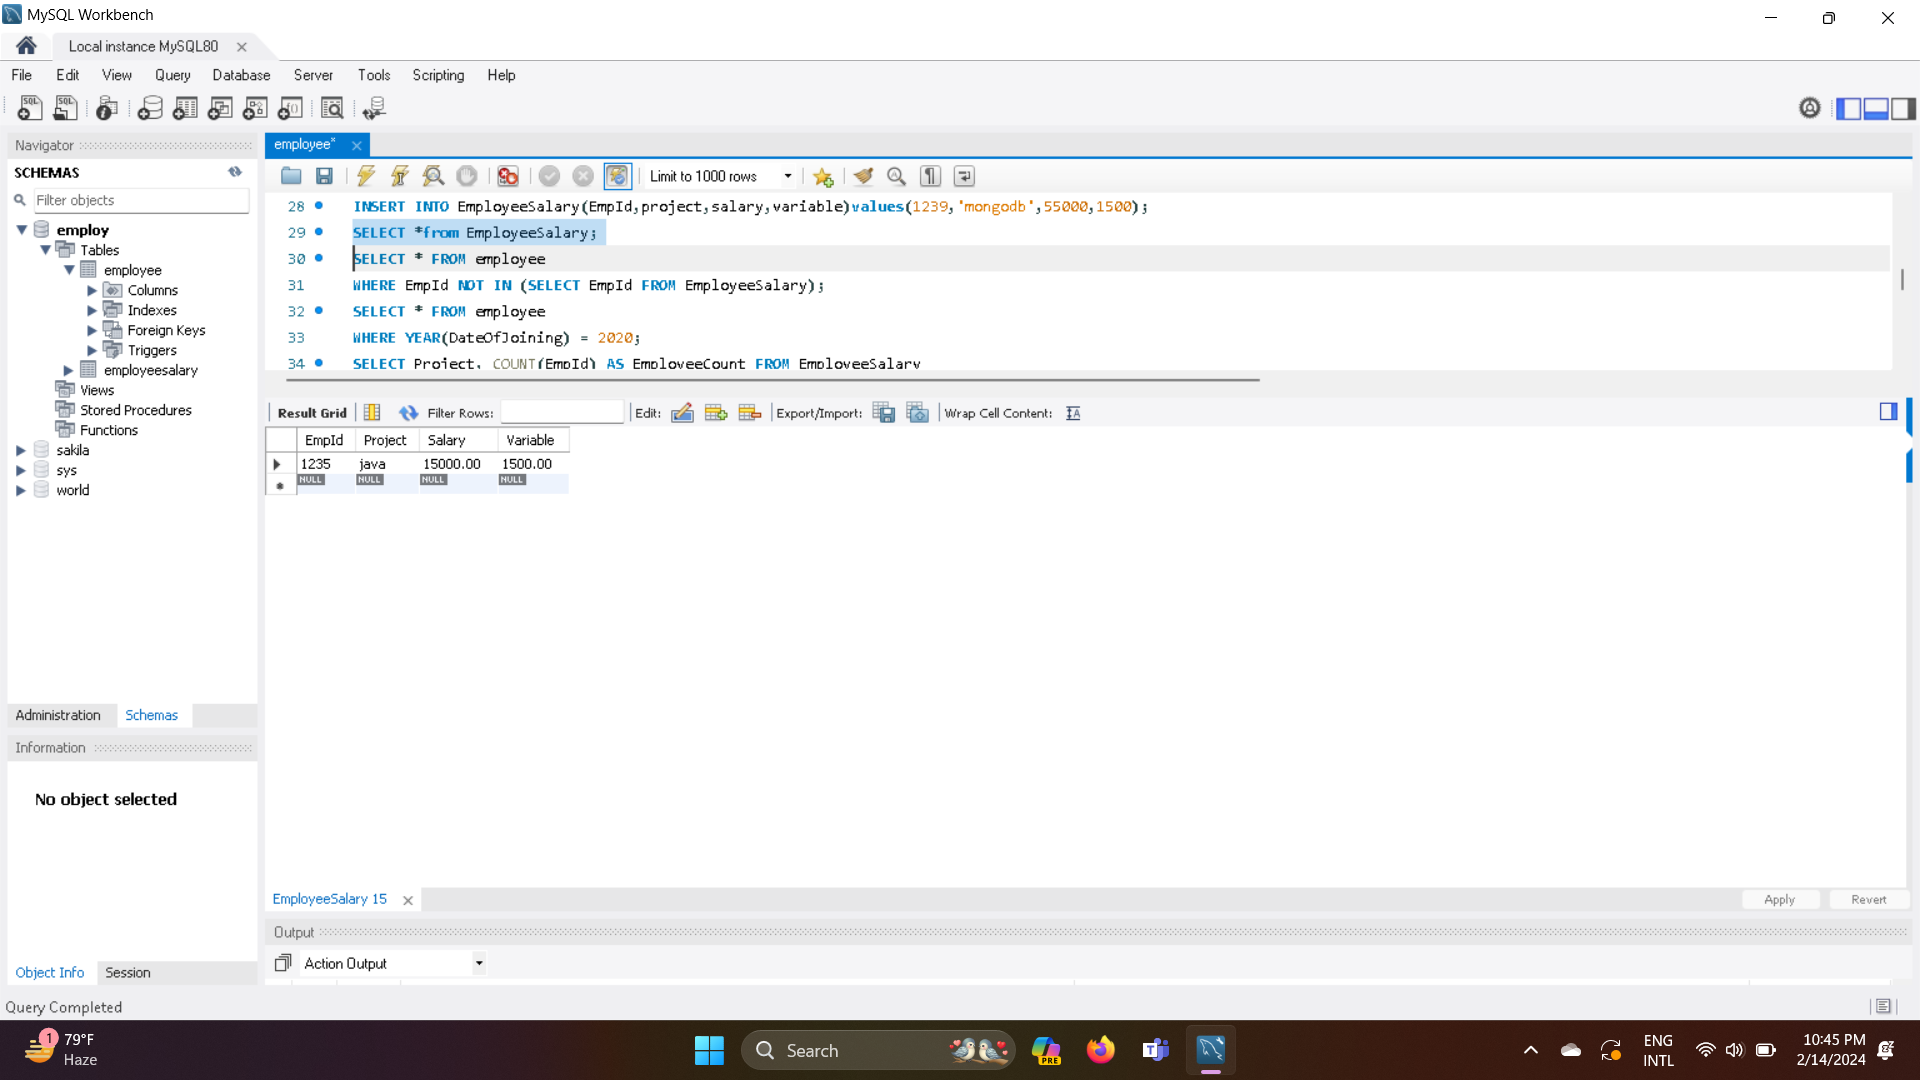 MySQL Workbench
Local instance MySQL80
File Edit View Query Database Server Tools Scripting Help
Navigator
SCHEMAS
Filter objects
employ
Tables
employee
Columns
Indexes
Foreign Keys
Triggers
employeesalary
Views
Stored Procedures
Functions
sakila
sys
world
Administration Schemas
Information
No object selected
Object Info Session
employee*
Limit to 1000 rows
28 INSERT INTO EmployeeSalary(EmpId,project,salary,variable)values(1239,'mongodb',55000,1500);
29 SELECT *from EmployeeSalary;
30 SELECT * FROM employee
31 WHERE EmpId NOT IN (SELECT EmpId FROM EmployeeSalary);
32 SELECT * FROM employee
33 WHERE YEAR(DateOfJoining) = 2020;
34 SELECT Project, COUNT(EmpId) AS EmployeeCount FROM EmployeeSalary
Result Grid Filter Rows: Edit: Export/Import: Wrap Cell Content:
EmpId Project Salary Variable
1235 java 15000.00 1500.00
NULL NULL NULL NULL
EmployeeSalary 15
Apply Revert
Output
Action Output
Query Completed
1
79°F
Haze
Search
PRE
ENG
INTL
10:45 PM
2/14/2024